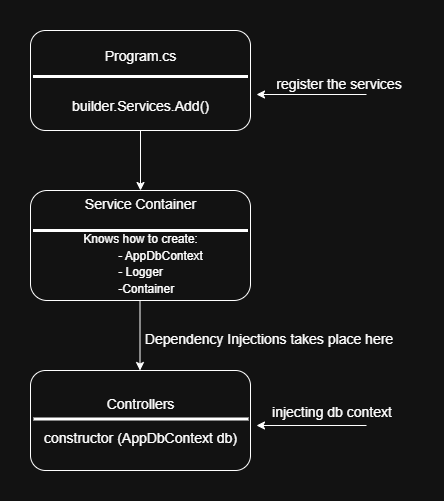 Program.cs
register the services
builder.Services.Add()
Service Container
Knows how to create:
- AppDbContext
- Logger
-Container
Dependency Injections takes place here
Controllers
injecting db context
constructor (AppDbContext db)